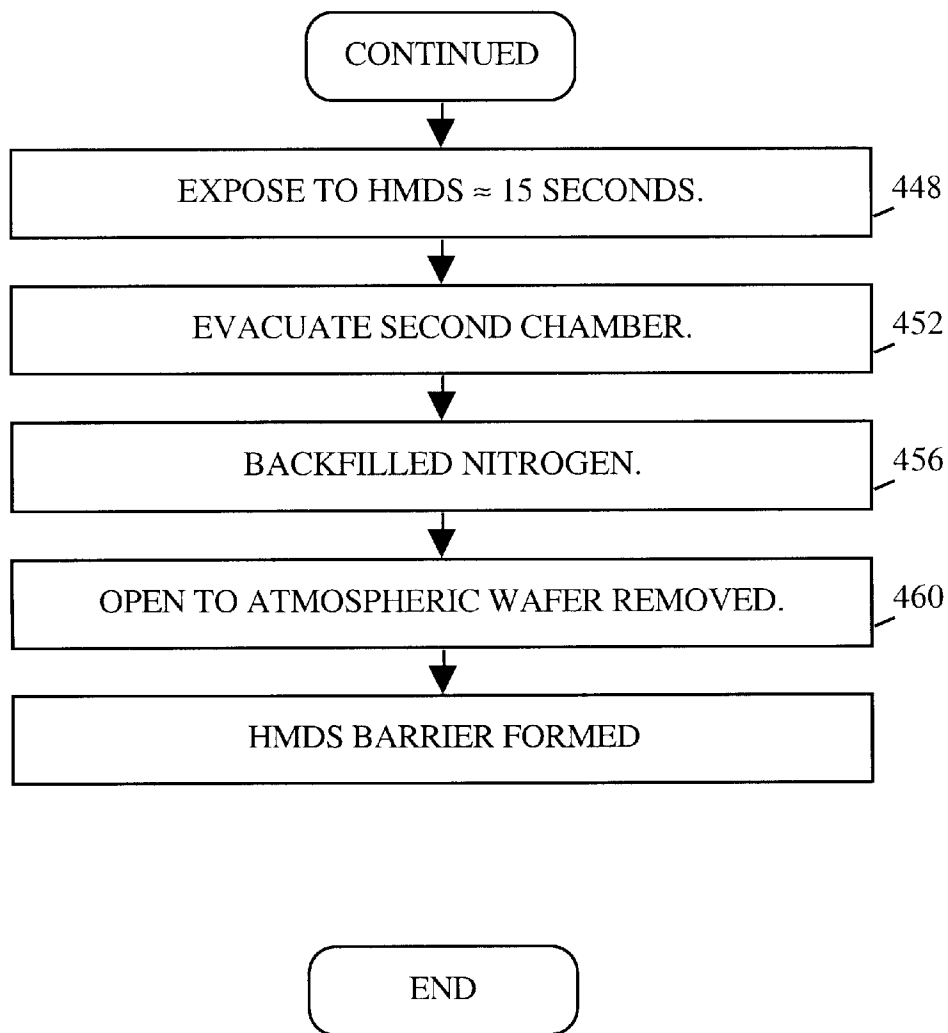 CONTINUED
EXPOSE TO HMDS ≈ 15 SECONDS.
448
EVACUATE SECOND CHAMBER.
452
BACKFILLED NITROGEN.
456
OPEN TO ATMOSPHERIC WAFER REMOVED.
460
HMDS BARRIER FORMED
END